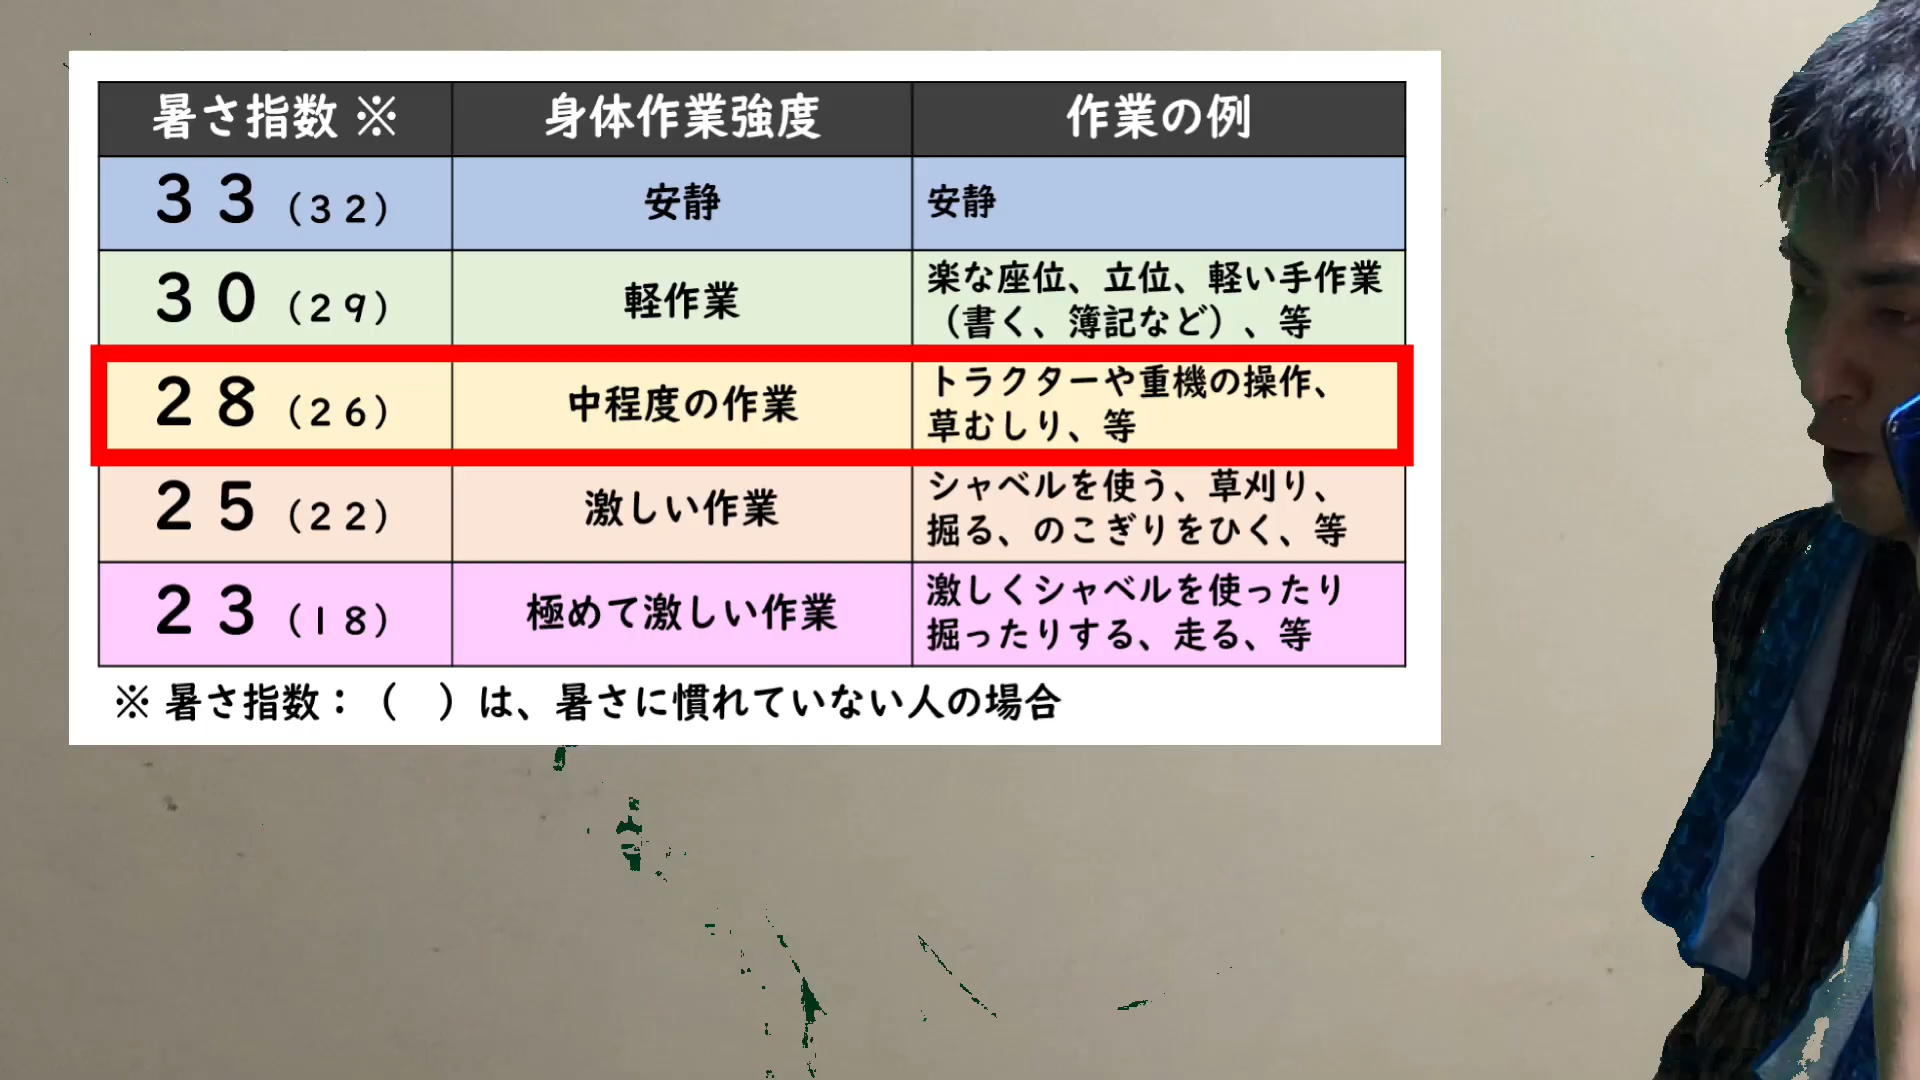 暑さ指数 ※ 身体作業強度 作業の例
33（32） 安静 安静
30（29） 軽作業 楽な座位、立位、軽い手作業
（書く、簿記など）、等
28（26） 中程度の作業 トラクターや重機の操作、
草むしり、等
25（22） 激しい作業 シャベルを使う、草刈り、
掘る、のこぎりをひく、等
23（18） 極めて激しい作業 激しくシャベルを使ったり
掘ったりする、走る、等
※ 暑さ指数：（　）は、暑さに慣れていない人の場合